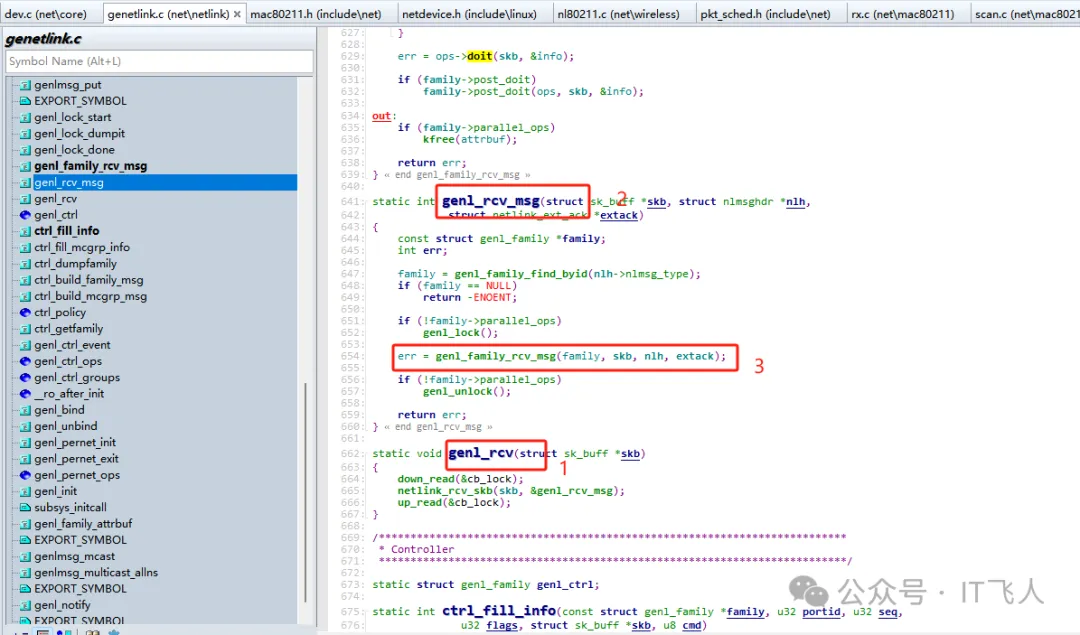 dev.c (net\core) genetlink.c (net\netlink) × mac80211.h (include\net) netdevice.h (include\linux) nl80211.c (net\wireless) pkt_sched.h (include\net) rx.c (net\mac80211) scan.c (net\mac80211
genetlink.c
Symbol Name (Alt+L)
genlmsg_put
EXPORT_SYMBOL
genl_lock_start
genl_lock_dumpit
genl_lock_done
genl_family_rcv_msg
genl_rcv_msg
genl_rcv
genl_ctrl
ctrl_fill_info
ctrl_fill_mcgrp_info
ctrl_dumpfamily
ctrl_build_family_msg
ctrl_build_mcgrp_msg
ctrl_policy
ctrl_getfamily
genl_ctrl_event
genl_ctrl_ops
genl_ctrl_groups
__ro_after_init
genl_bind
genl_unbind
genl_pernet_init
genl_pernet_exit
genl_pernet_ops
genl_init
subsys_initcall
genl_family_attrbuf
EXPORT_SYMBOL
genlmsg_mcast
genlmsg_multicast_allns
EXPORT_SYMBOL
genl_notify
EXPORT_SYMBOL
627: }
628:
629: err = ops->doit(skb, &info);
630:
631: if (family->post_doit)
632: family->post_doit(ops, skb, &info);
633:
634: out:
635: if (family->parallel_ops)
636: kfree(attrbuf);
637:
638: return err;
639: } « end genl_family_rcv_msg »
640:
641: static int genl_rcv_msg(struct sk_buff *skb, struct nlmsghdr *nlh,
2
642: struct netlink_ext_ack *extack)
643: {
644: const struct genl_family *family;
645: int err;
646:
647: family = genl_family_find_byid(nlh->nlmsg_type);
648: if (family == NULL)
649: return -ENOENT;
650:
651: if (!family->parallel_ops)
652: genl_lock();
653:
654: err = genl_family_rcv_msg(family, skb, nlh, extack);
3
655:
656: if (!family->parallel_ops)
657: genl_unlock();
658:
659: return err;
660: } « end genl_rcv_msg »
661:
662: static void genl_rcv(struct sk_buff *skb)
1
663: {
664: down_read(&cb_lock);
665: netlink_rcv_skb(skb, &genl_rcv_msg);
666: up_read(&cb_lock);
667: }
668:
669: /**************************************************************************
670: * Controller
671: **************************************************************************/
672:
673: static struct genl_family genl_ctrl;
674:
675: static int ctrl_fill_info(const struct genl_family *family, u32 portid, u32 seq,
676: u32 flags, struct sk_buff *skb, u8 cmd)
公众号 · IT飞人